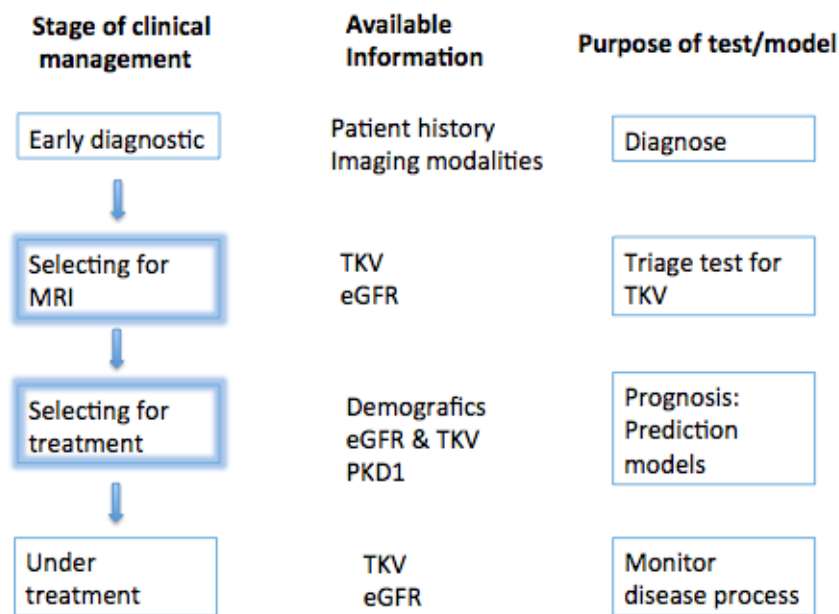 Stage of clinical
management
Available
Information
Purpose of test/model
Early diagnostic
Patient history
Imaging modalities
Diagnose
Selecting for
MRI
TKV
eGFR
Triage test for
TKV
Selecting for
treatment
Demografics
eGFR & TKV
PKD1
Prognosis:
Prediction
models
Under
treatment
TKV
eGFR
Monitor
disease process